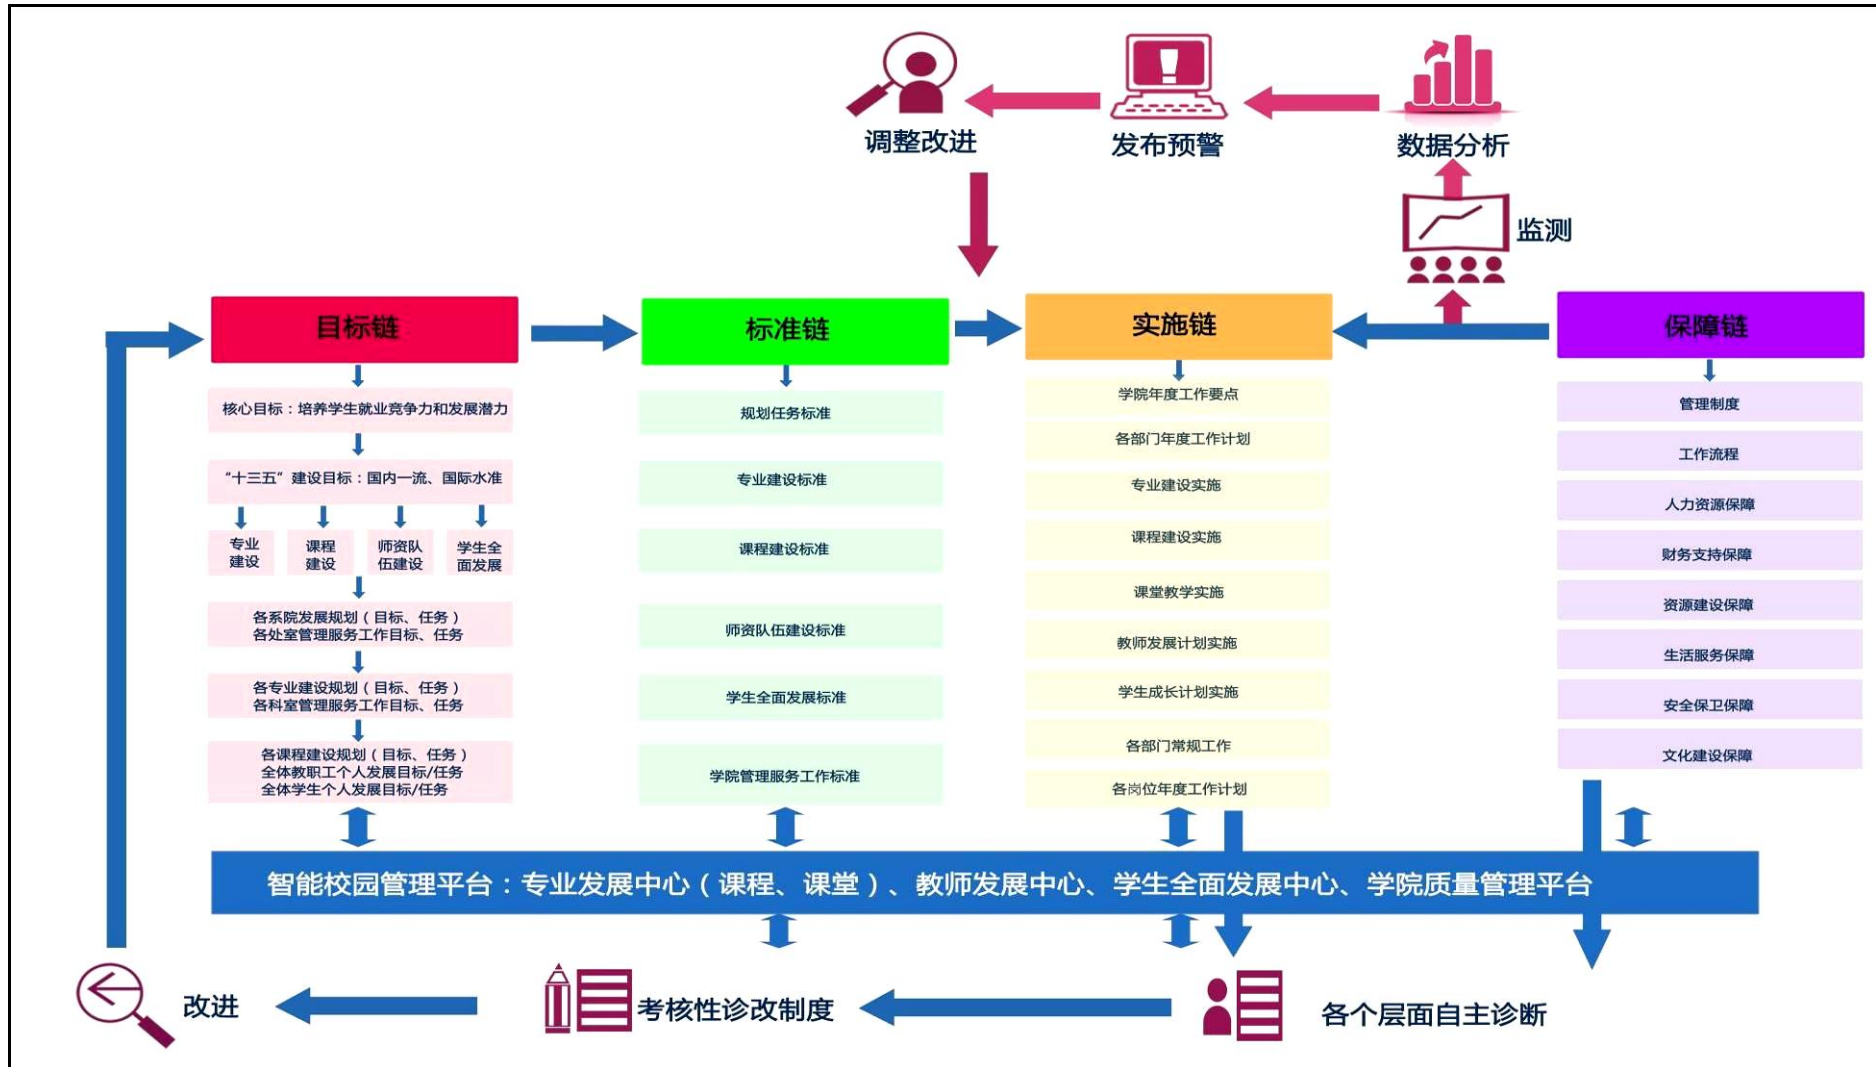 调整改进
发布预警
数据分析
监测
目标链
标准链
实施链
保障链
核心目标：培养学生就业竞争力和发展潜力
“十三五”建设目标：国内一流、国际水准
专业
建设
课程
建设
师资队
伍建设
学生全
面发展
各系院发展规划（目标、任务）
各处室管理服务工作目标、任务
各专业建设规划（目标、任务）
各科室管理服务工作目标、任务
各课程建设规划（目标、任务）
全体教职工个人发展目标/任务
全体学生个人发展目标/任务
规划任务标准
专业建设标准
课程建设标准
师资队伍建设标准
学生全面发展标准
学院管理服务工作标准
学院年度工作要点
各部门年度工作计划
专业建设实施
课程建设实施
课堂教学实施
教师发展计划实施
学生成长计划实施
各部门常规工作
各岗位年度工作计划
管理制度
工作流程
人力资源保障
财务支持保障
资源建设保障
生活服务保障
安全保卫保障
文化建设保障
智能校园管理平台：专业发展中心（课程、课堂）、教师发展中心、学生全面发展中心、学院质量管理平台
改进
考核性诊改制度
各个层面自主诊断